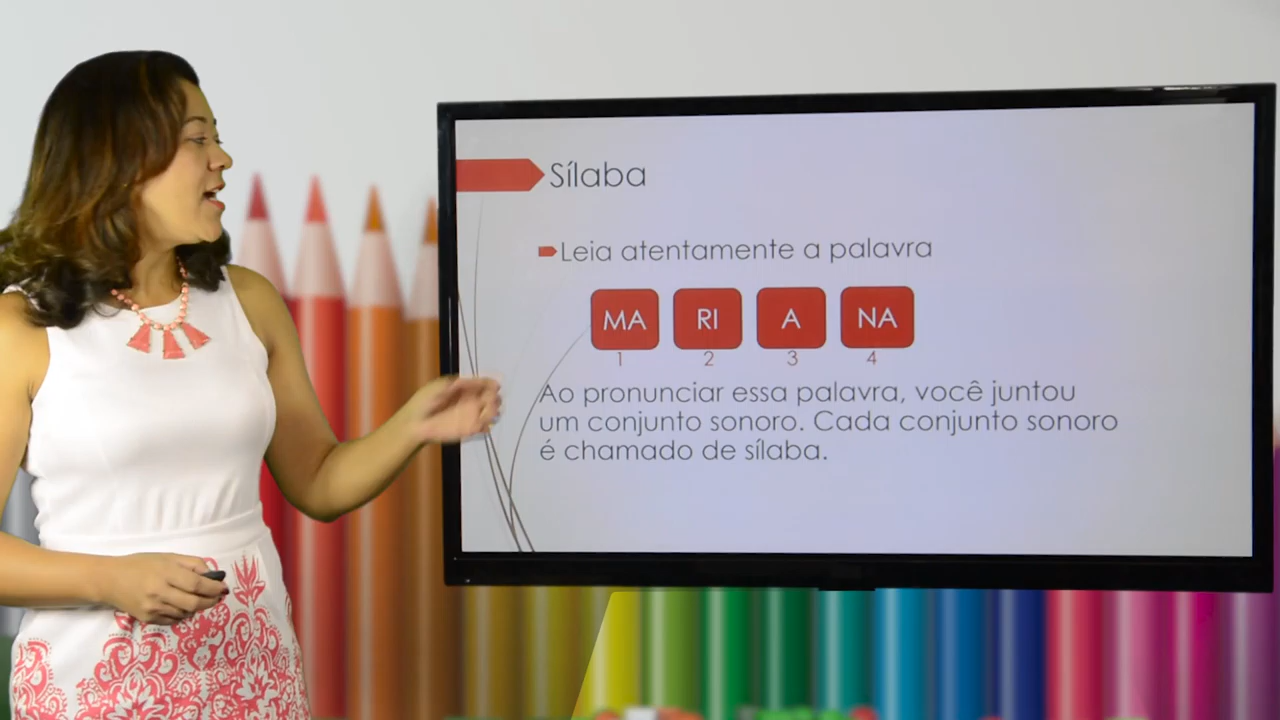 Sílaba
Leia atentamente a palavra
MA RI A NA
1 2 3 4
Ao pronunciar essa palavra, você juntou
um conjunto sonoro. Cada conjunto sonoro
é chamado de sílaba.